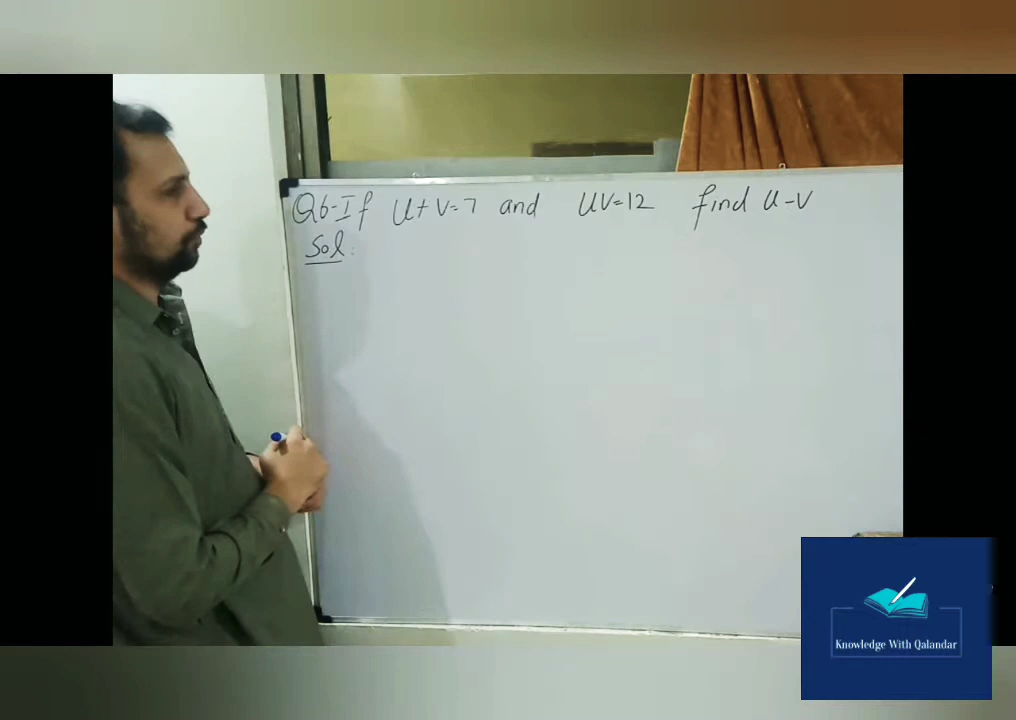 Q6-If u+v=7 and uv=12 find u-v
Sol:
Knowledge With Qalandar